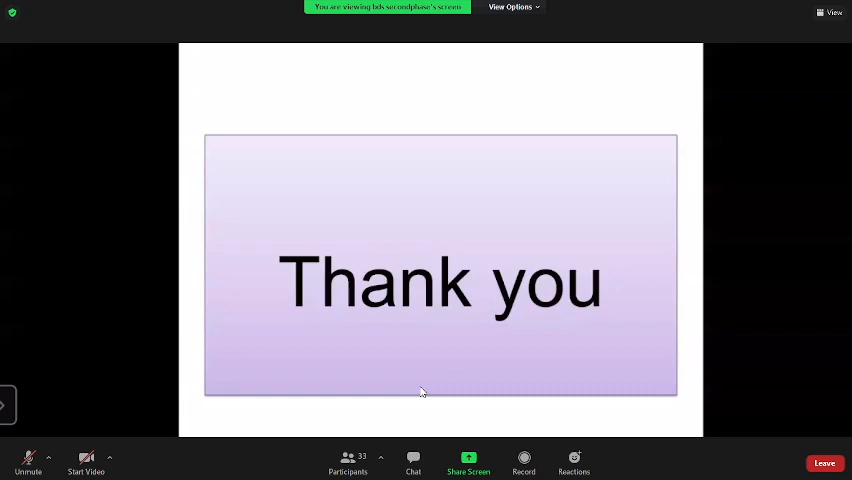 You are viewing bds secondphase's screen
View Options
View
Thank you
Unmute
Start Video
33
Participants
Chat
Share Screen
Record
Reactions
Leave